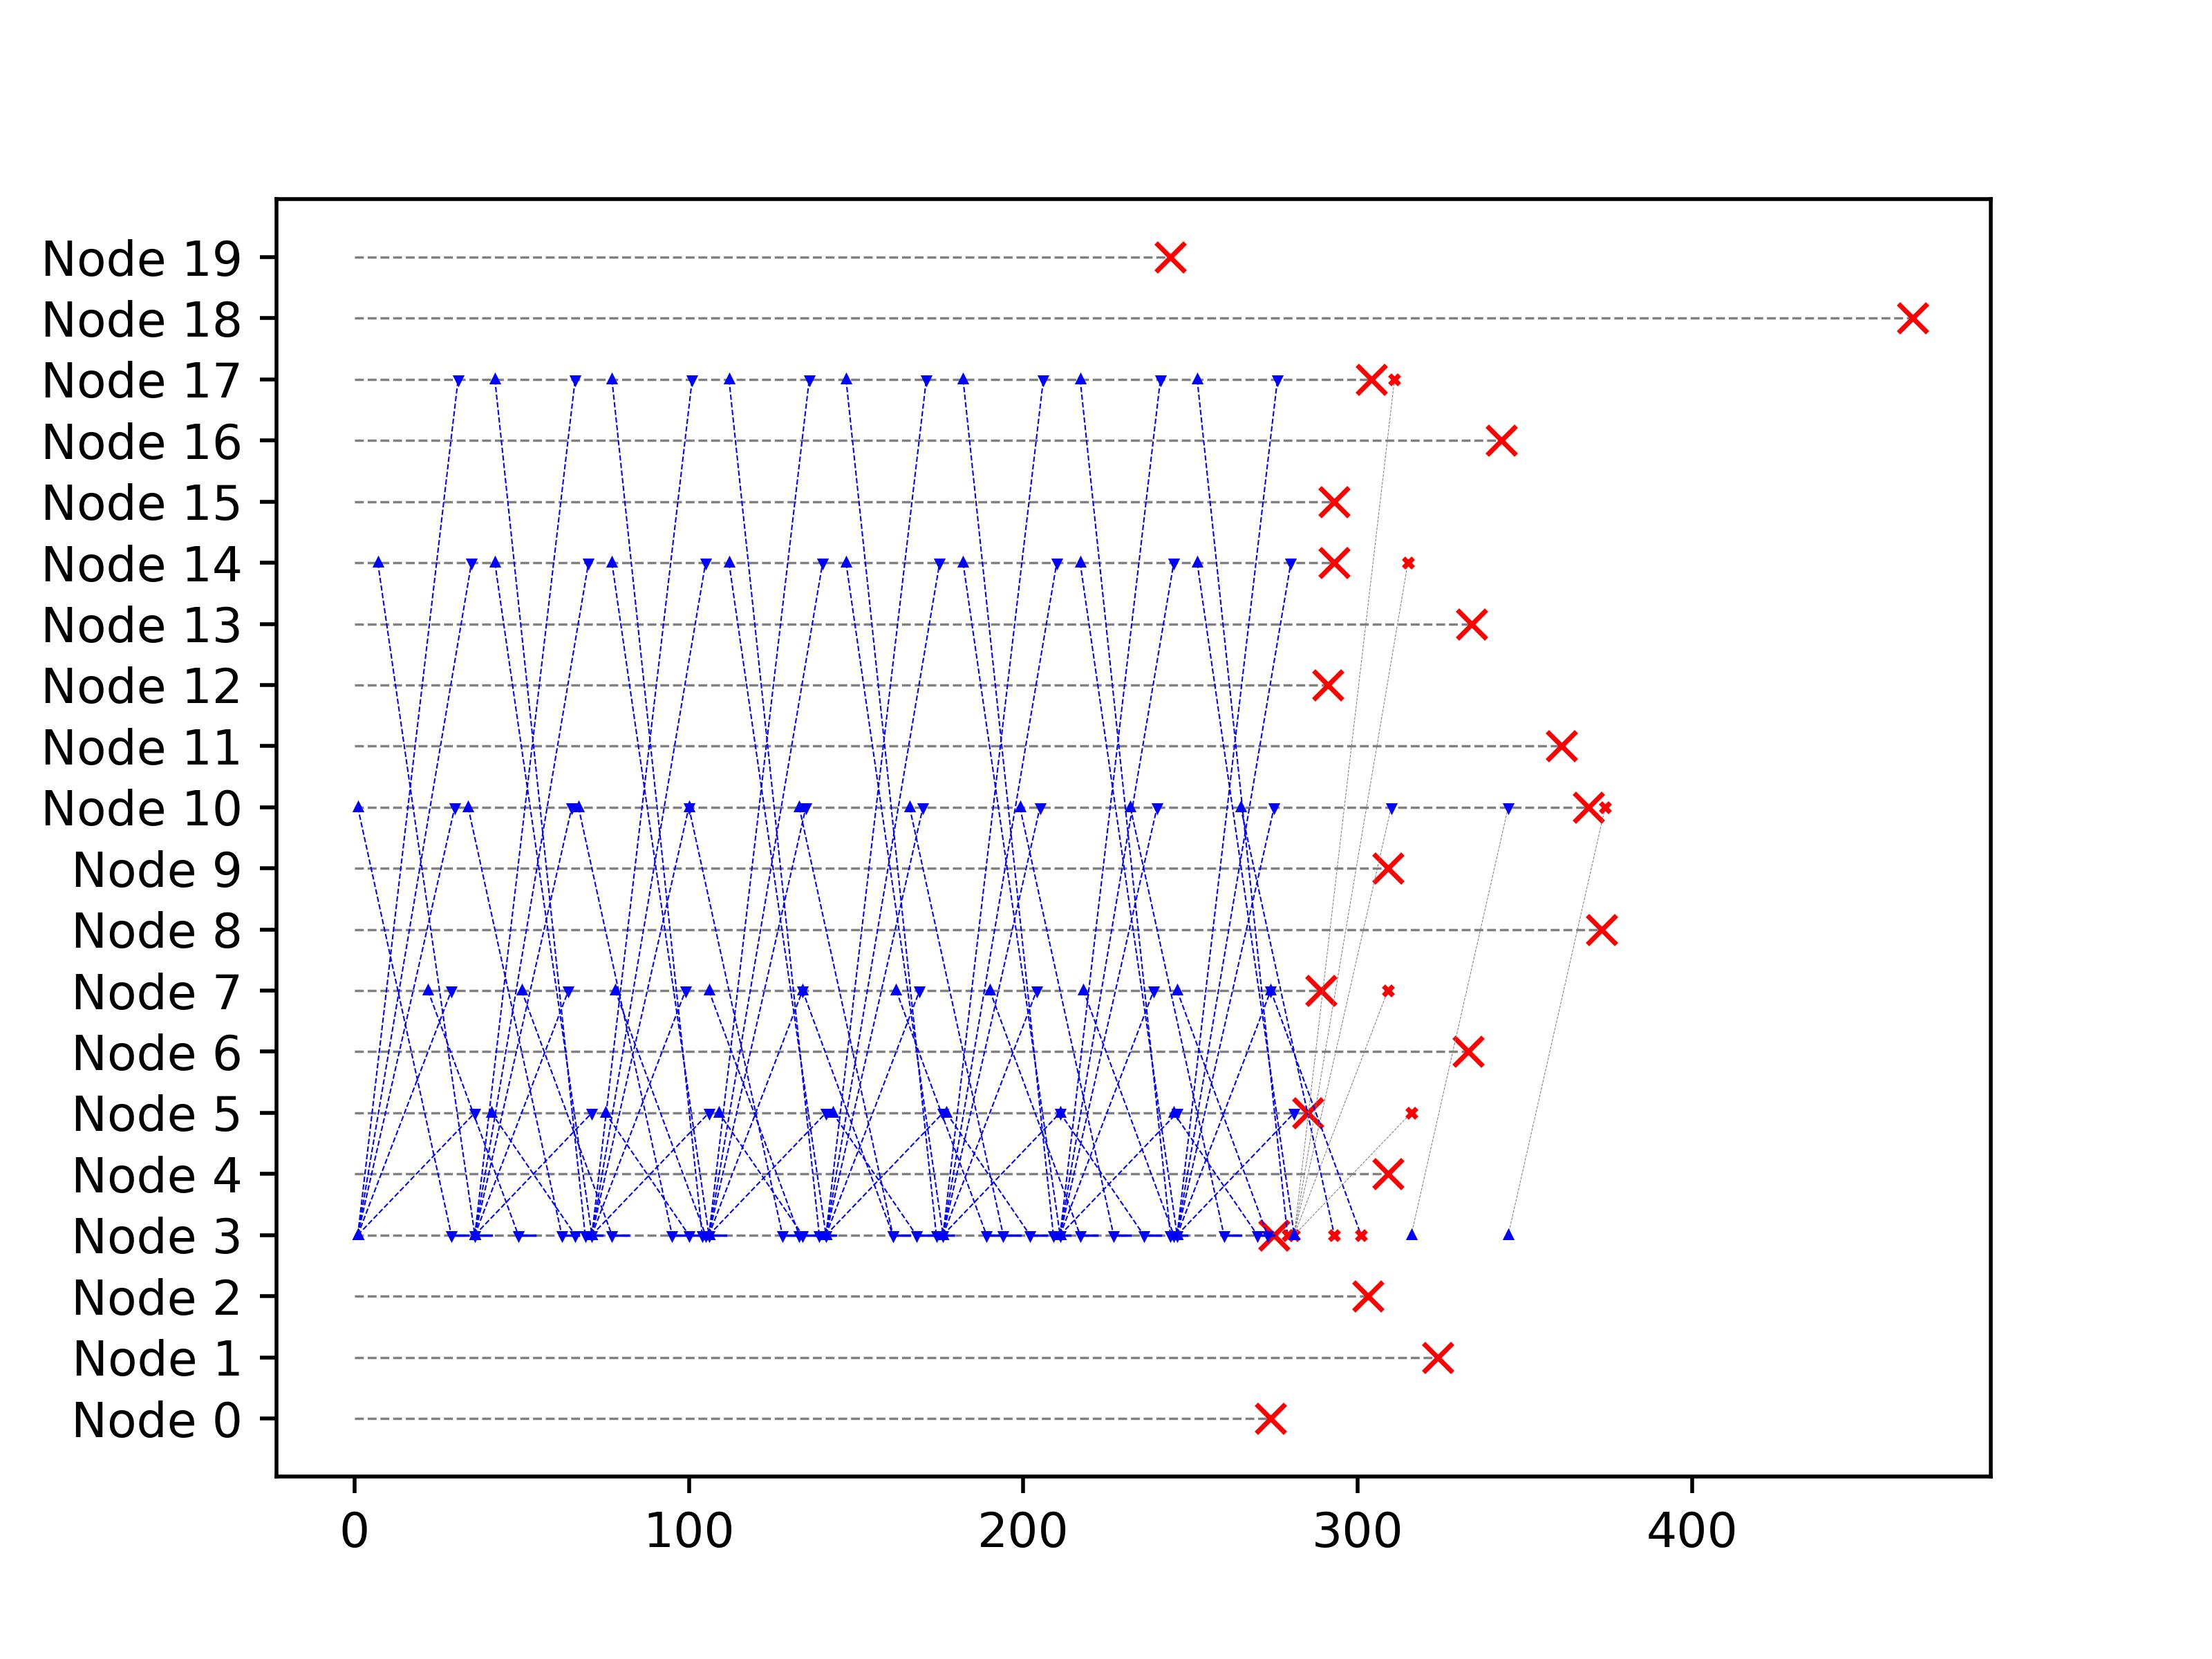 Node 19
Node 18
Node 17
Node 16
Node 15
Node 14
Node 13
Node 12
Node 11
Node 10
Node 9
Node 8
Node 7
Node 6
Node 5
Node 4
Node 3
Node 2
Node 1
Node 0
0 100 200 300 400